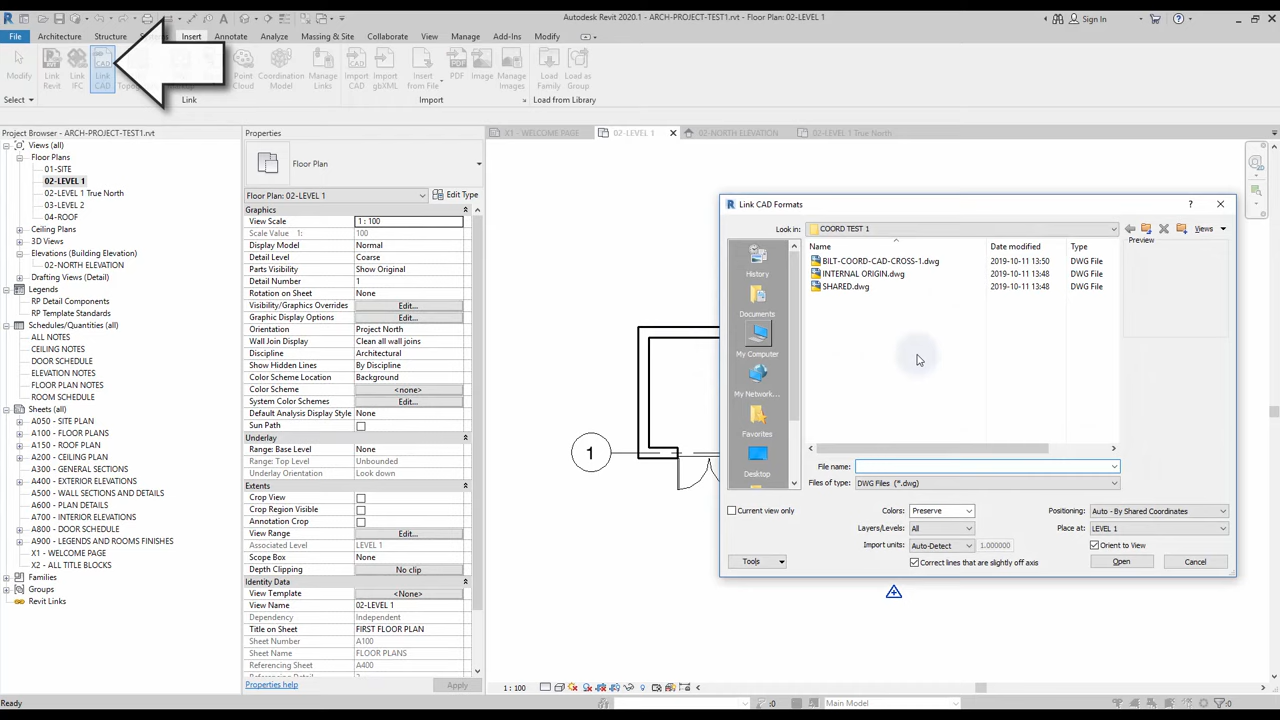 Autodesk Revit 2020.1 - ARCH-PROJECT-TEST1.rvt - Floor Plan: 02-LEVEL 1
Sign In
File Architecture Structure Insert Annotate Analyze Massing & Site Collaborate View Manage Add-Ins Modify
Modify
Link Revit
Link IFC
Link CAD
Point Cloud
Coordination Model
Manage Links
Import CAD
Import gbXML
Insert from File
PDF
Image
Manage Images
Load Family
Load as Group
Select Link Import Load from Library
Project Browser - ARCH-PROJECT-TEST1.rvt
Views (all)
Floor Plans
01-SITE
02-LEVEL 1
02-LEVEL 1 True North
03-LEVEL 2
04-ROOF
Ceiling Plans
3D Views
Elevations (Building Elevation)
02-NORTH ELEVATION
Drafting Views (Detail)
Legends
RP Detail Components
RP Template Standards
Schedules/Quantities (all)
ALL NOTES
CEILING NOTES
DOOR SCHEDULE
ELEVATION NOTES
FLOOR NOTES
ROOM SCHEDULE
Sheets (all)
A050 - SITE PLAN
A100 - FLOOR PLANS
A150 - ROOF PLAN
A200 - CEILING PLAN
A300 - GENERAL SECTIONS
A400 - EXTERIOR ELEVATIONS
A500 - WALL SECTIONS AND DETAILS
A600 - PLAN DETAILS
A700 - INTERIOR ELEVATIONS
A800 - DOOR SCHEDULE
A900 - LEGENDS AND ROOMS FINISHES
X1 - WELCOME PAGE
X2 - ALL TITLE BLOCKS
Families
Groups
Revit Links
Properties
Floor Plan
Floor Plan: 02-LEVEL 1 Edit Type
Graphics
View Scale 1 : 100
Scale Value 1: 100
Display Model Normal
Detail Level Coarse
Parts Visibility Show Original
Detail Number 1
Rotation on Sheet None
Visibility/Graphics Overrides Edit...
Graphic Display Options Edit...
Orientation Project North
Wall Join Display Clean all wall joins
Discipline Architectural
Show Hidden Lines By Discipline
Color Scheme Location Background
Color Scheme <none>
System Color Schemes Edit...
Default Analysis Display Style None
Sun Path
Underlay
Range: Base Level None
Range: Top Level Unbounded
Underlay Orientation Look down
Extents
Crop View
Crop Region Visible
Annotation Crop
View Range Edit...
Associated Level LEVEL 1
Scope Box None
Depth Clipping No clip
Identity Data
View Template <None>
View Name 02-LEVEL 1
Dependency Independent
Title on Sheet FIRST FLOOR PLAN
Sheet Number A100
Sheet Name FLOOR PLANS
Referencing Sheet A400
Properties help Apply
X1 - WELCOME PAGE 02-LEVEL 1 02-NORTH ELEVATION 02-LEVEL 1 True North
1
Link CAD Formats
Look in: COORD TEST 1 Views
Name Date modified Type Preview
BILT-COORD-CAD-CROSS-1.dwg 2019-10-11 13:50 DWG File
INTERNAL ORIGIN.dwg 2019-10-11 13:48 DWG File
SHARED.dwg 2019-10-11 13:48 DWG File
History
Documents
My Computer
My Network...
Favorites
Desktop
File name:
Files of type: DWG Files (*.dwg)
Current view only Colors: Preserve Positioning: Auto - By Shared Coordinates
Layers/Levels: All Place at: LEVEL 1
Import units: Auto-Detect 1.000000 Orient to View
Tools Correct lines that are slightly off axis Open Cancel
1 : 100
Ready :0 Main Model :0